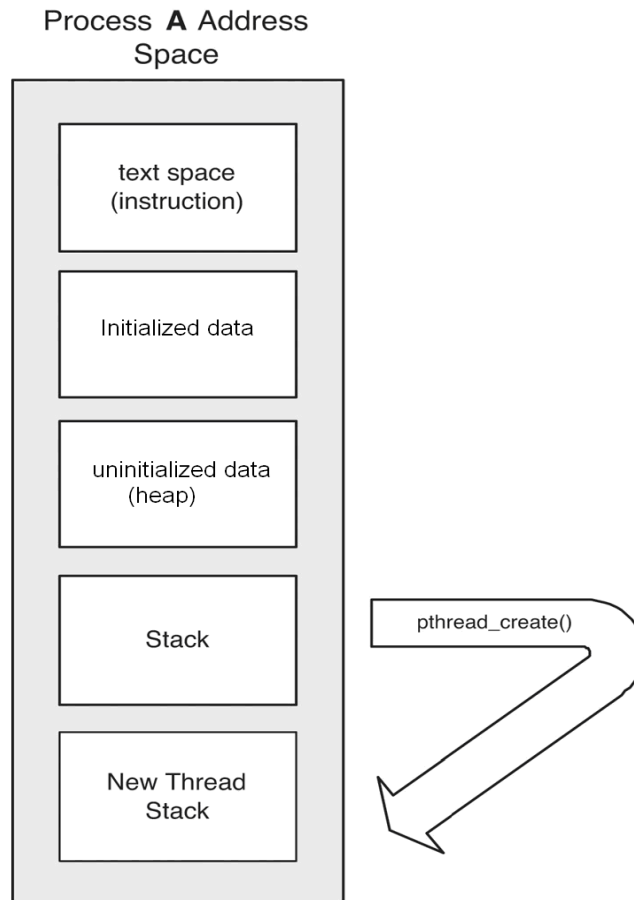 Process A Address
Space
text space
(instruction)
Initialized data
uninitialized data
(heap)
Stack
pthread_create()
New Thread
Stack